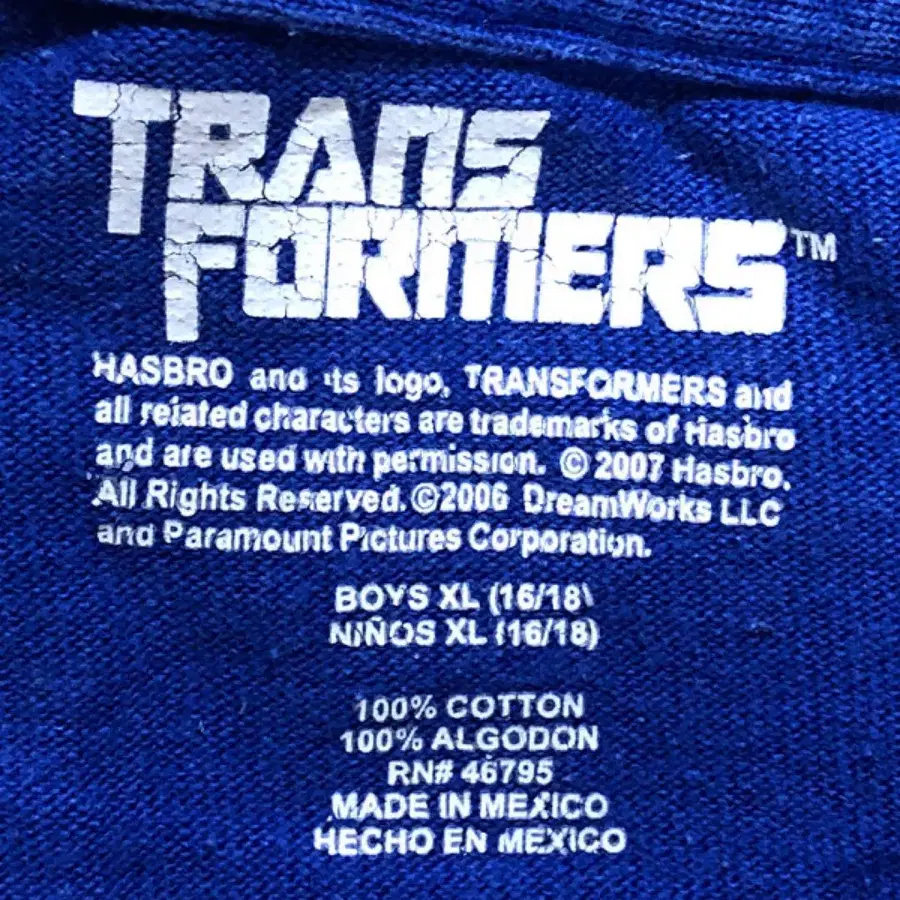 TRANS
FORMERS™
HASBRO and its logo, TRANSFORMERS and
all related characters are trademarks of Hasbro
and are used with permission. © 2007 Hasbro.
All Rights Reserved. ©2006 DreamWorks LLC
and Paramount Pictures Corporation.
BOYS XL (16/18)
NIÑOS XL (16/18)
100% COTTON
100% ALGODON
RN# 46795
MADE IN MEXICO
HECHO EN MEXICO